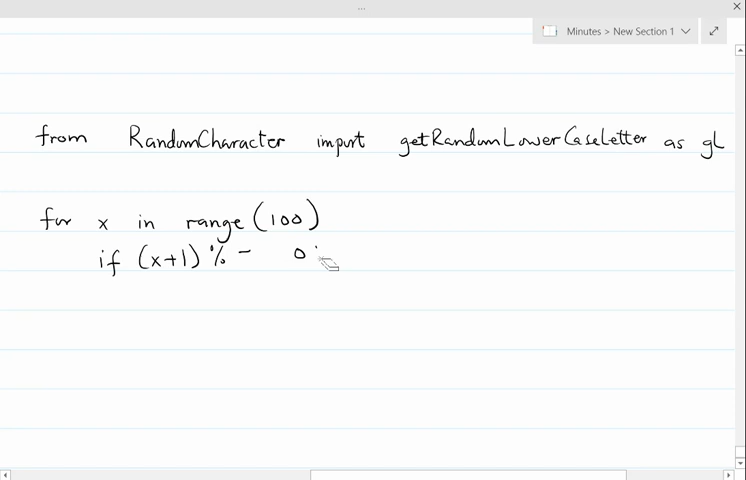 ...
Minutes > New Section 1
from RandomCharacter import getRandomLowerCaseLetter as gL
for x in range (100)
if (x+1) % - 0